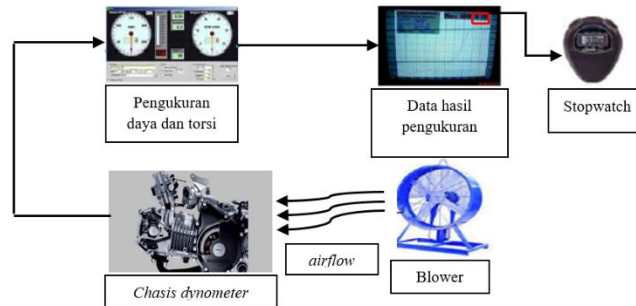 Pengukuran
daya dan torsi
Data hasil
pengukuran
Stopwatch
airflow
Blower
Chasis dynometer